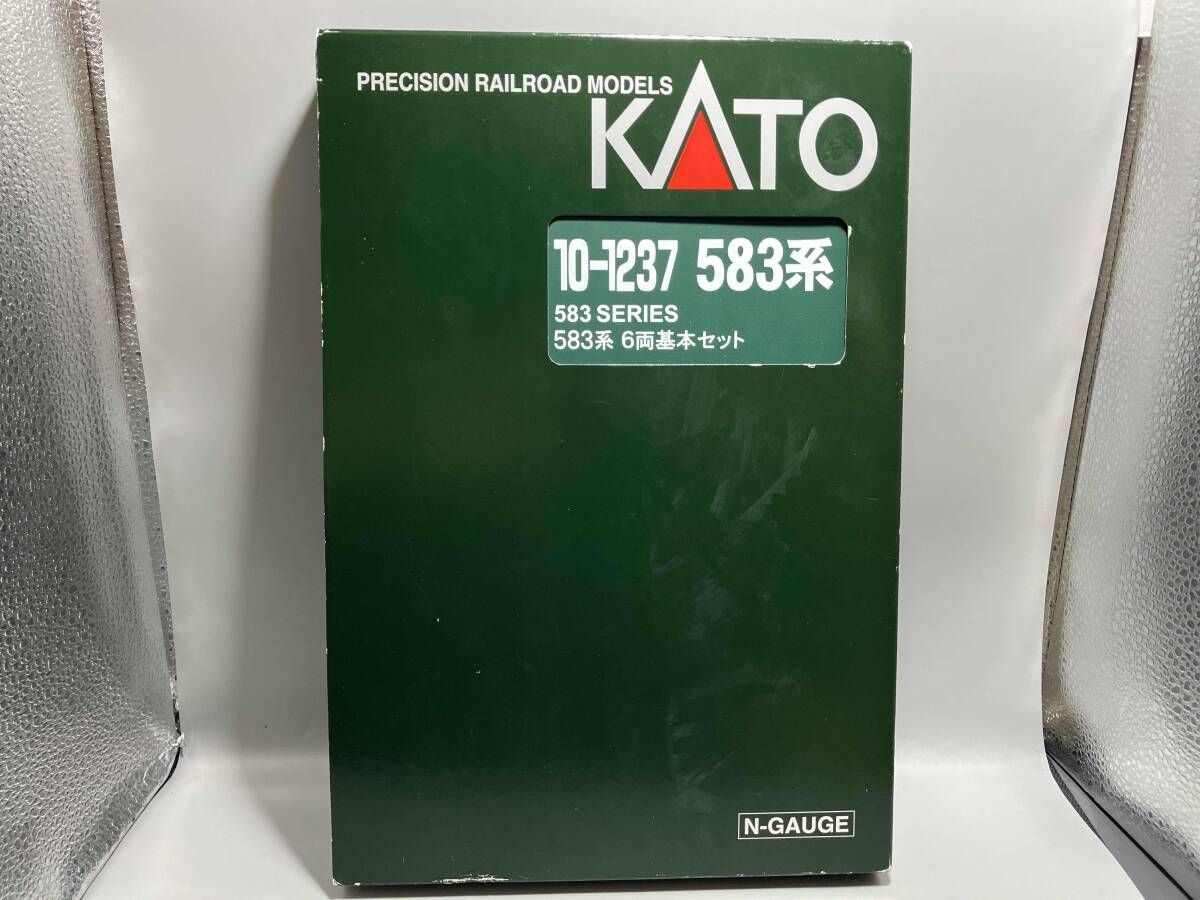 PRECISION RAILROAD MODELS
KATO
10-1237 583系
583 SERIES
583系 6両基本セット
N-GAUGE